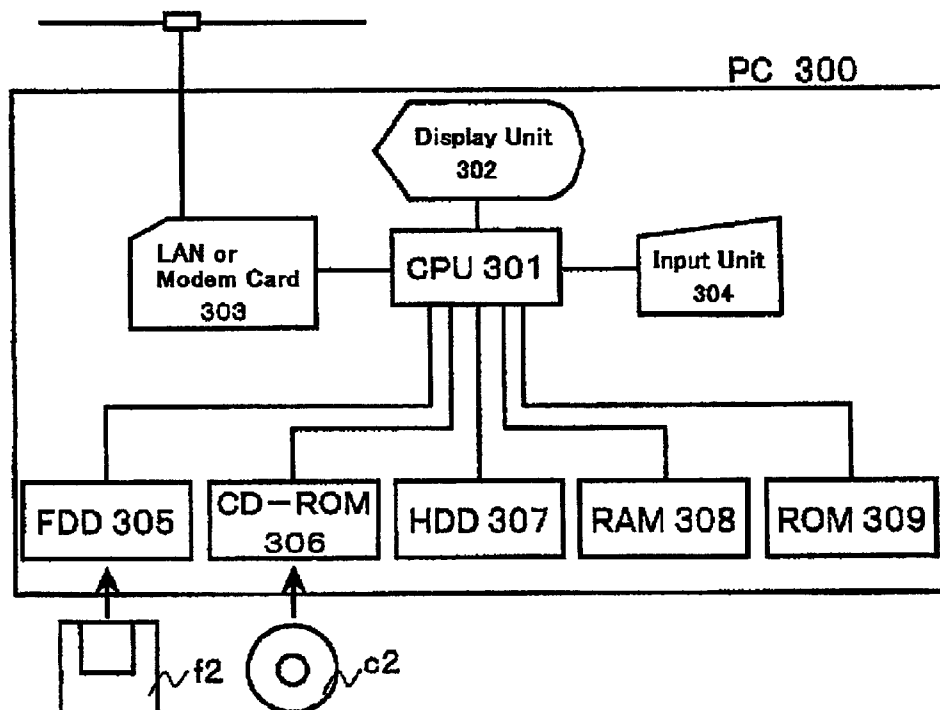 PC 300
Display Unit
302
LAN or
Modem Card
303
CPU 301
Input Unit
304
FDD 305
CD-ROM
306
HDD 307
RAM 308
ROM 309
f2
c2